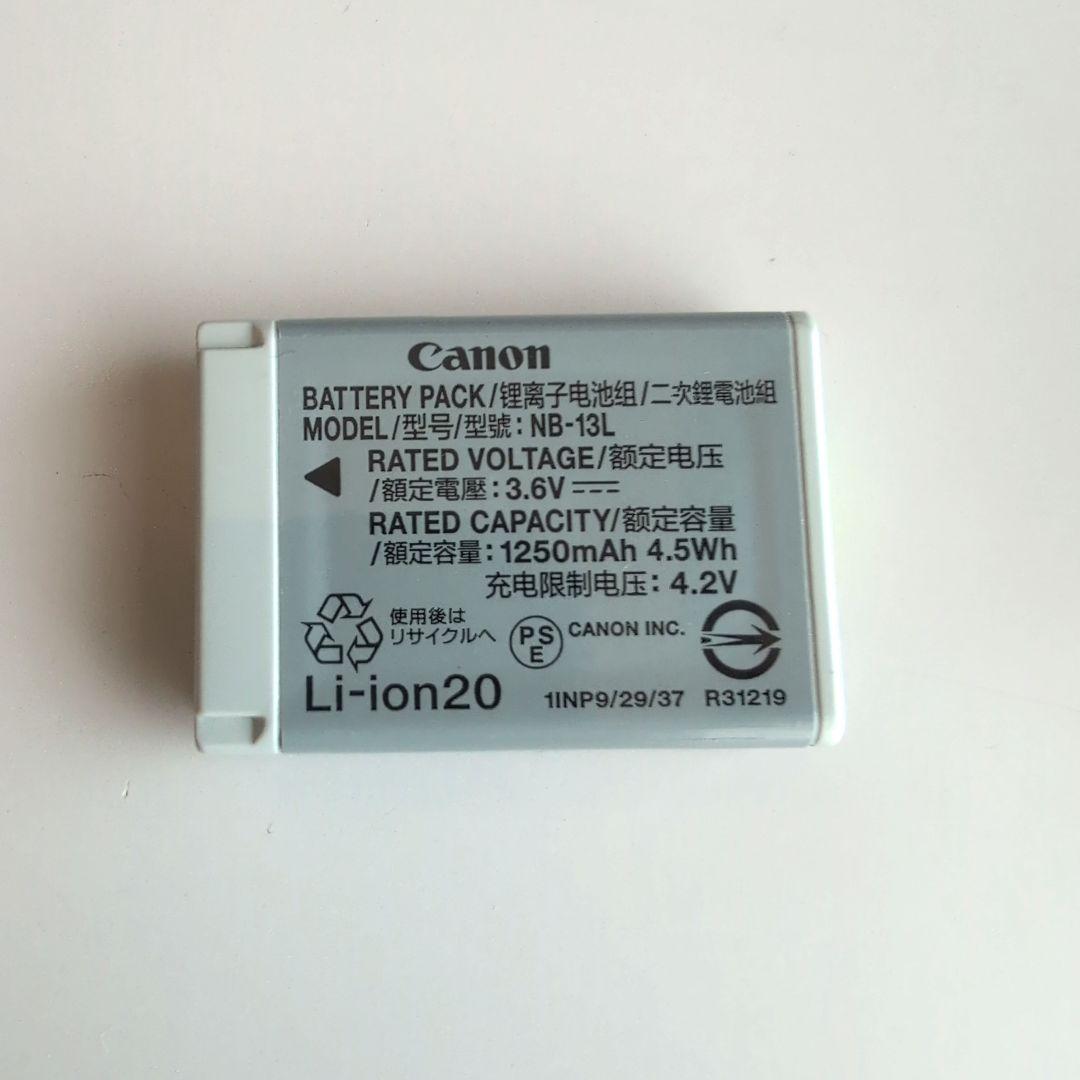 Canon
BATTERY PACK/锂离子电池组/二次鋰電池組
MODEL/型号/型號: NB-13L
RATED VOLTAGE/额定电压
/額定電壓: 3.6V
RATED CAPACITY/额定容量
/額定容量: 1250mAh 4.5Wh
充电限制电压: 4.2V
使用後は
リサイクルへ
PS
E
CANON INC.
Li-ion20
1INP9/29/37 R31219